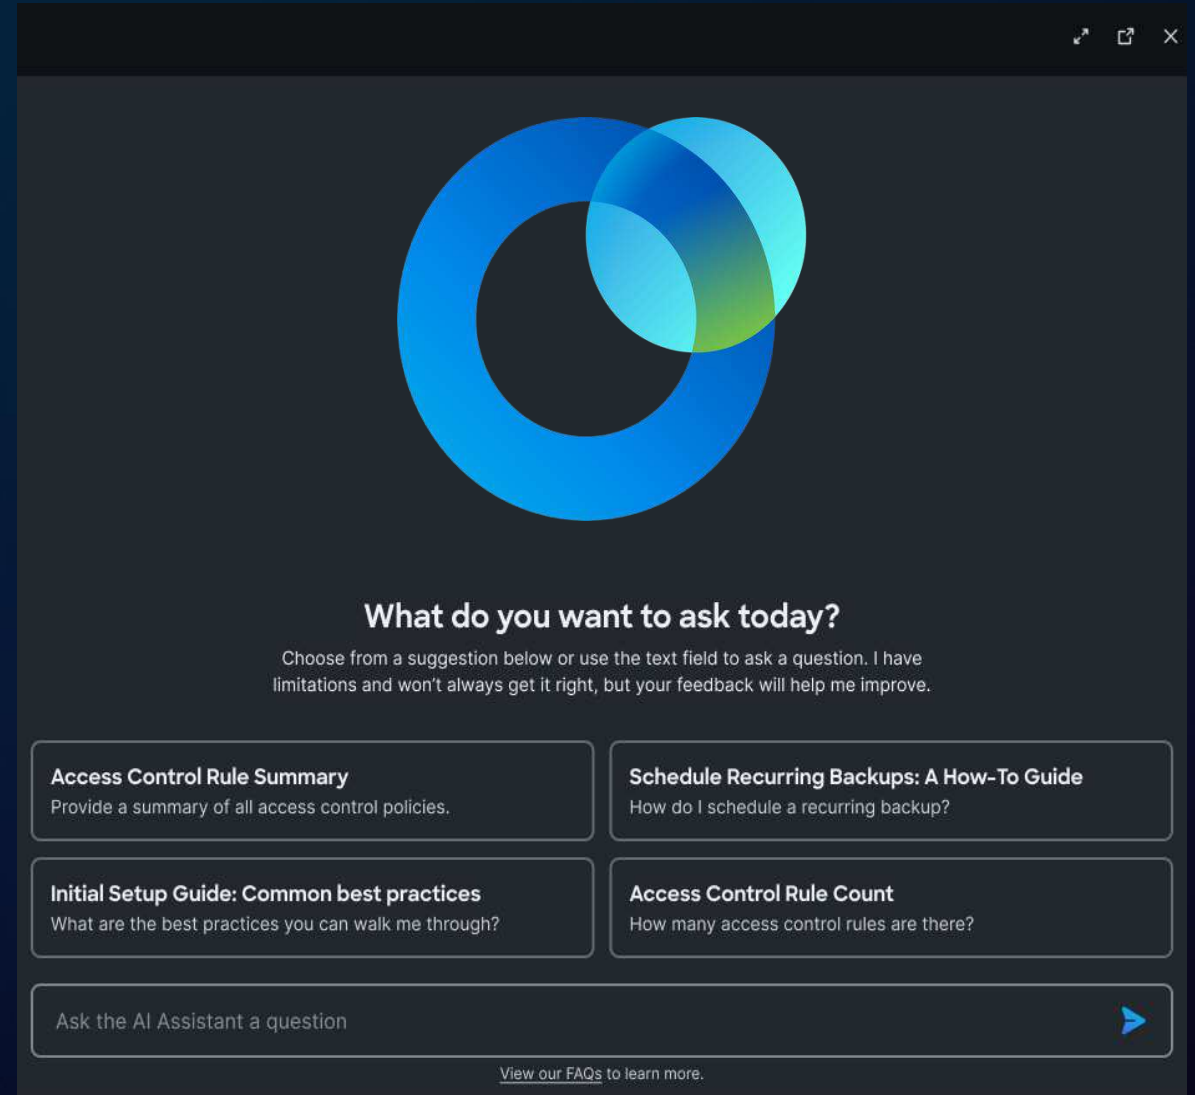 What do you want to ask today?
Choose from a suggestion below or use the text field to ask a question. I have
limitations and won't always get it right, but your feedback will help me improve.
Access Control Rule Summary
Provide a summary of all access control policies.
Schedule Recurring Backups: A How-To Guide
How do I schedule a recurring backup?
Initial Setup Guide: Common best practices
What are the best practices you can walk me through?
Access Control Rule Count
How many access control rules are there?
Ask the AI Assistant a question
View our FAQs to learn more.